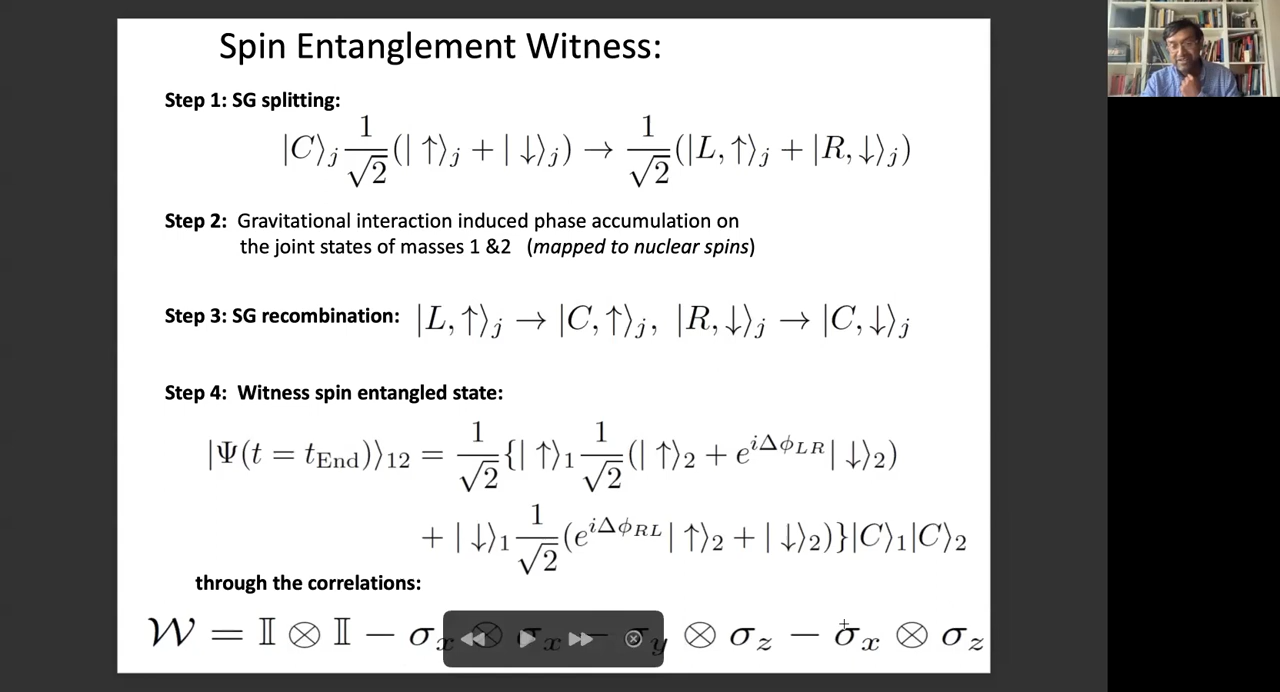 Spin Entanglement Witness:
Step 1: SG splitting:
|C⟩_j 1/√2 (|↑⟩_j + |↓⟩_j) → 1/√2 (|L,↑⟩_j + |R,↓⟩_j)
Step 2: Gravitational interaction induced phase accumulation on
the joint states of masses 1 &2 (mapped to nuclear spins)
Step 3: SG recombination: |L,↑⟩_j → |C,↑⟩_j, |R,↓⟩_j → |C,↓⟩_j
Step 4: Witness spin entangled state:
|Ψ(t = t_End)⟩_12 = 1/√2 {|↑⟩_1 1/√2 (|↑⟩_2 + e^{iΔϕ_LR} |↓⟩_2)
+ |↓⟩_1 1/√2 (e^{iΔϕ_RL} |↑⟩_2 + |↓⟩_2)}|C⟩_1|C⟩_2
through the correlations:
𝒲 = 𝕀 ⊗ 𝕀 − σ_x ⊗ σ_x − σ_y ⊗ σ_z − σ_x ⊗ σ_z